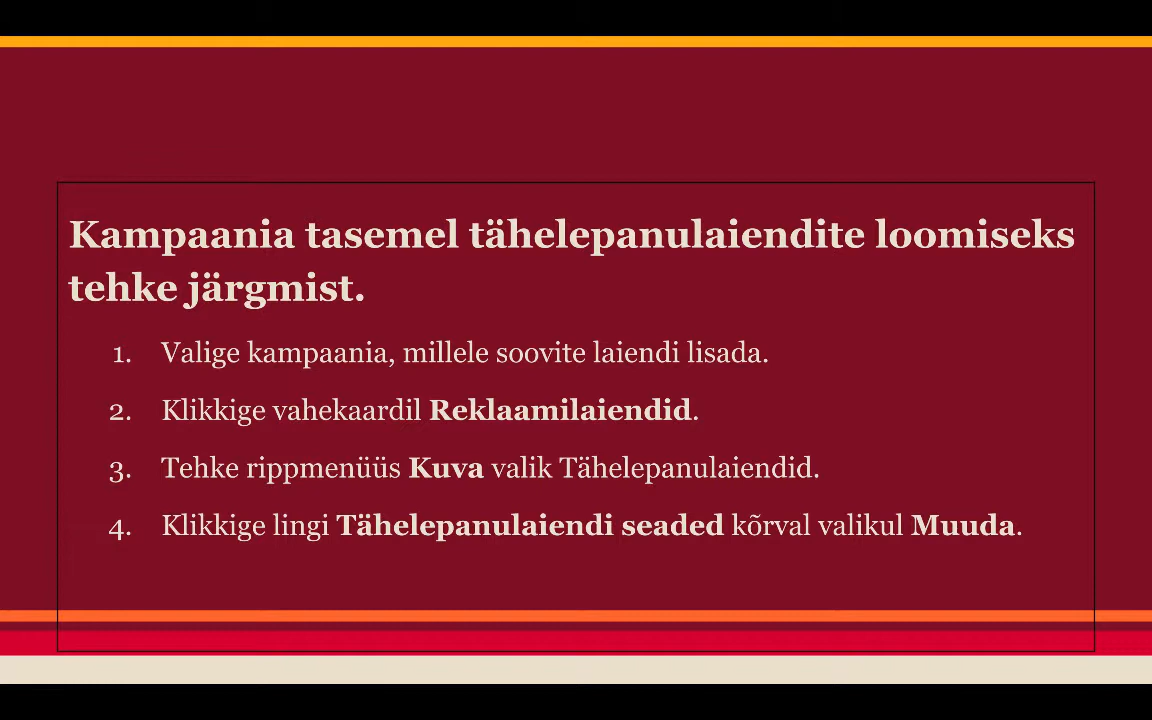 Kampaania tasemel tähelepanulaiendite loomiseks
tehke järgmist.
1. Valige kampaania, millele soovite laiendi lisada.
2. Klikkige vahekaardil Reklaamilaiendid.
3. Tehke rippmenüüs Kuva valik Tähelepanulaiendid.
4. Klikkige lingi Tähelepanulaiendi seaded kõrval valikul Muuda.